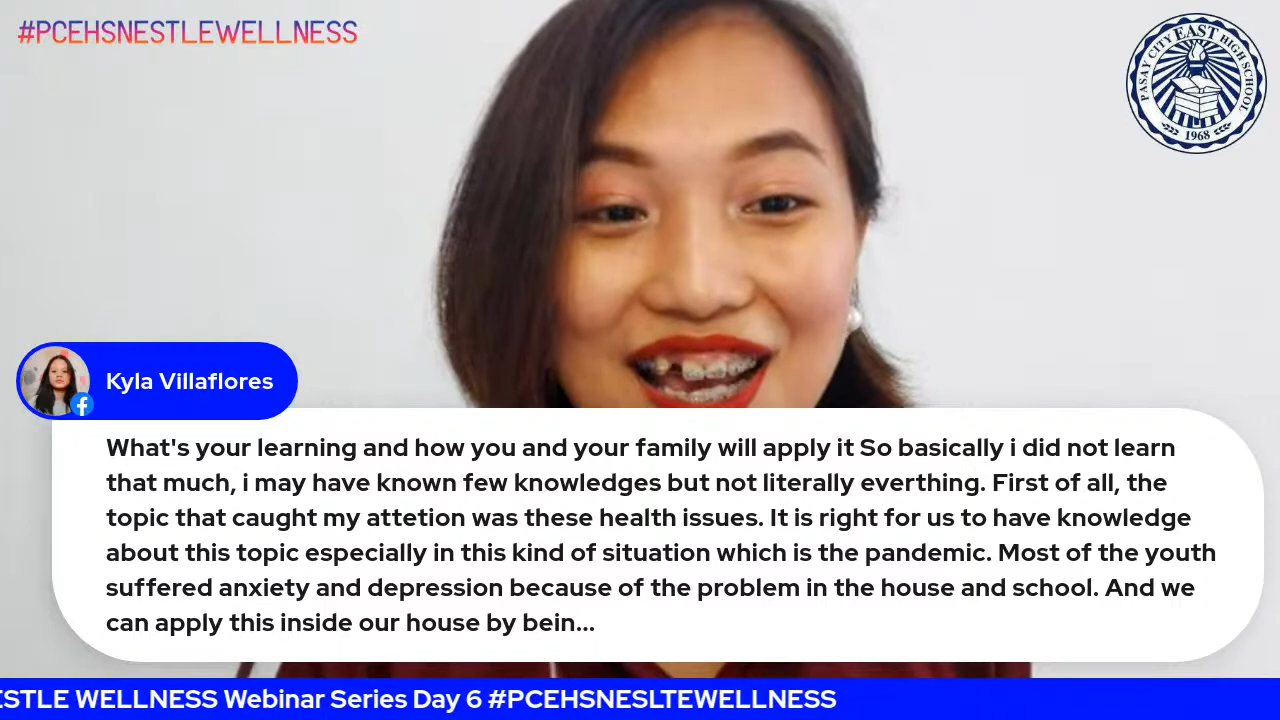 #PCEHSNESTLEWELLNESS
PASAY CITY EAST HIGH SCHOOL
1968
Kyla Villaflores
What's your learning and how you and your family will apply it So basically i did not learn
that much, i may have known few knowledges but not literally everthing. First of all, the
topic that caught my attetion was these health issues. It is right for us to have knowledge
about this topic especially in this kind of situation which is the pandemic. Most of the youth
suffered anxiety and depression because of the problem in the house and school. And we
can apply this inside our house by bein...
ESTLE WELLNESS Webinar Series Day 6 #PCEHSNESLTEWELLNESS